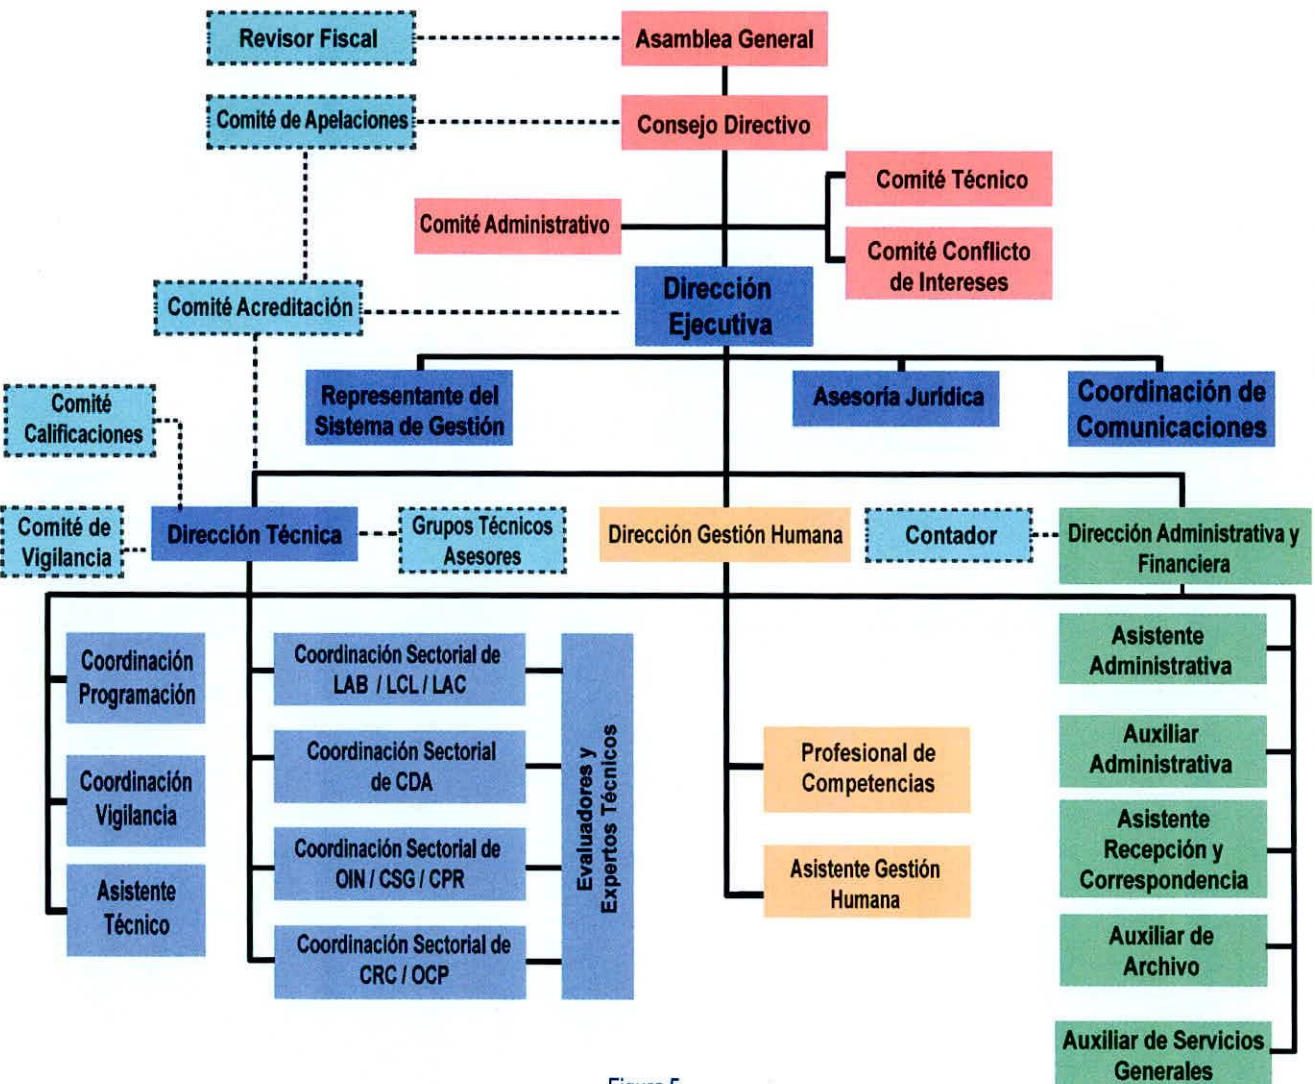 Revisor Fiscal
Asamblea General
Comité de Apelaciones
Consejo Directivo
Comité Técnico
Comité Administrativo
Comité Conflicto
de Intereses
Dirección
Ejecutiva
Comité Acreditación
Representante del
Sistema de Gestión
Asesoría Jurídica
Coordinación de
Comunicaciones
Comité
Calificaciones
Comité de
Vigilancia
Dirección Técnica
Grupos Técnicos
Asesores
Dirección Gestión Humana
Contador
Dirección Administrativa y
Financiera
Coordinación
Programación
Coordinación
Vigilancia
Asistente
Técnico
Coordinación Sectorial de
LAB / LCL / LAC
Coordinación Sectorial
de CDA
Coordinación Sectorial de
OIN / CSG / CPR
Coordinación Sectorial de
CRC / OCP
Evaluadores y
Expertos Técnicos
Profesional de
Competencias
Asistente Gestión
Humana
Asistente
Administrativa
Auxiliar
Administrativa
Asistente
Recepción y
Correspondencia
Auxiliar de
Archivo
Auxiliar de Servicios
Generales
Figura 5